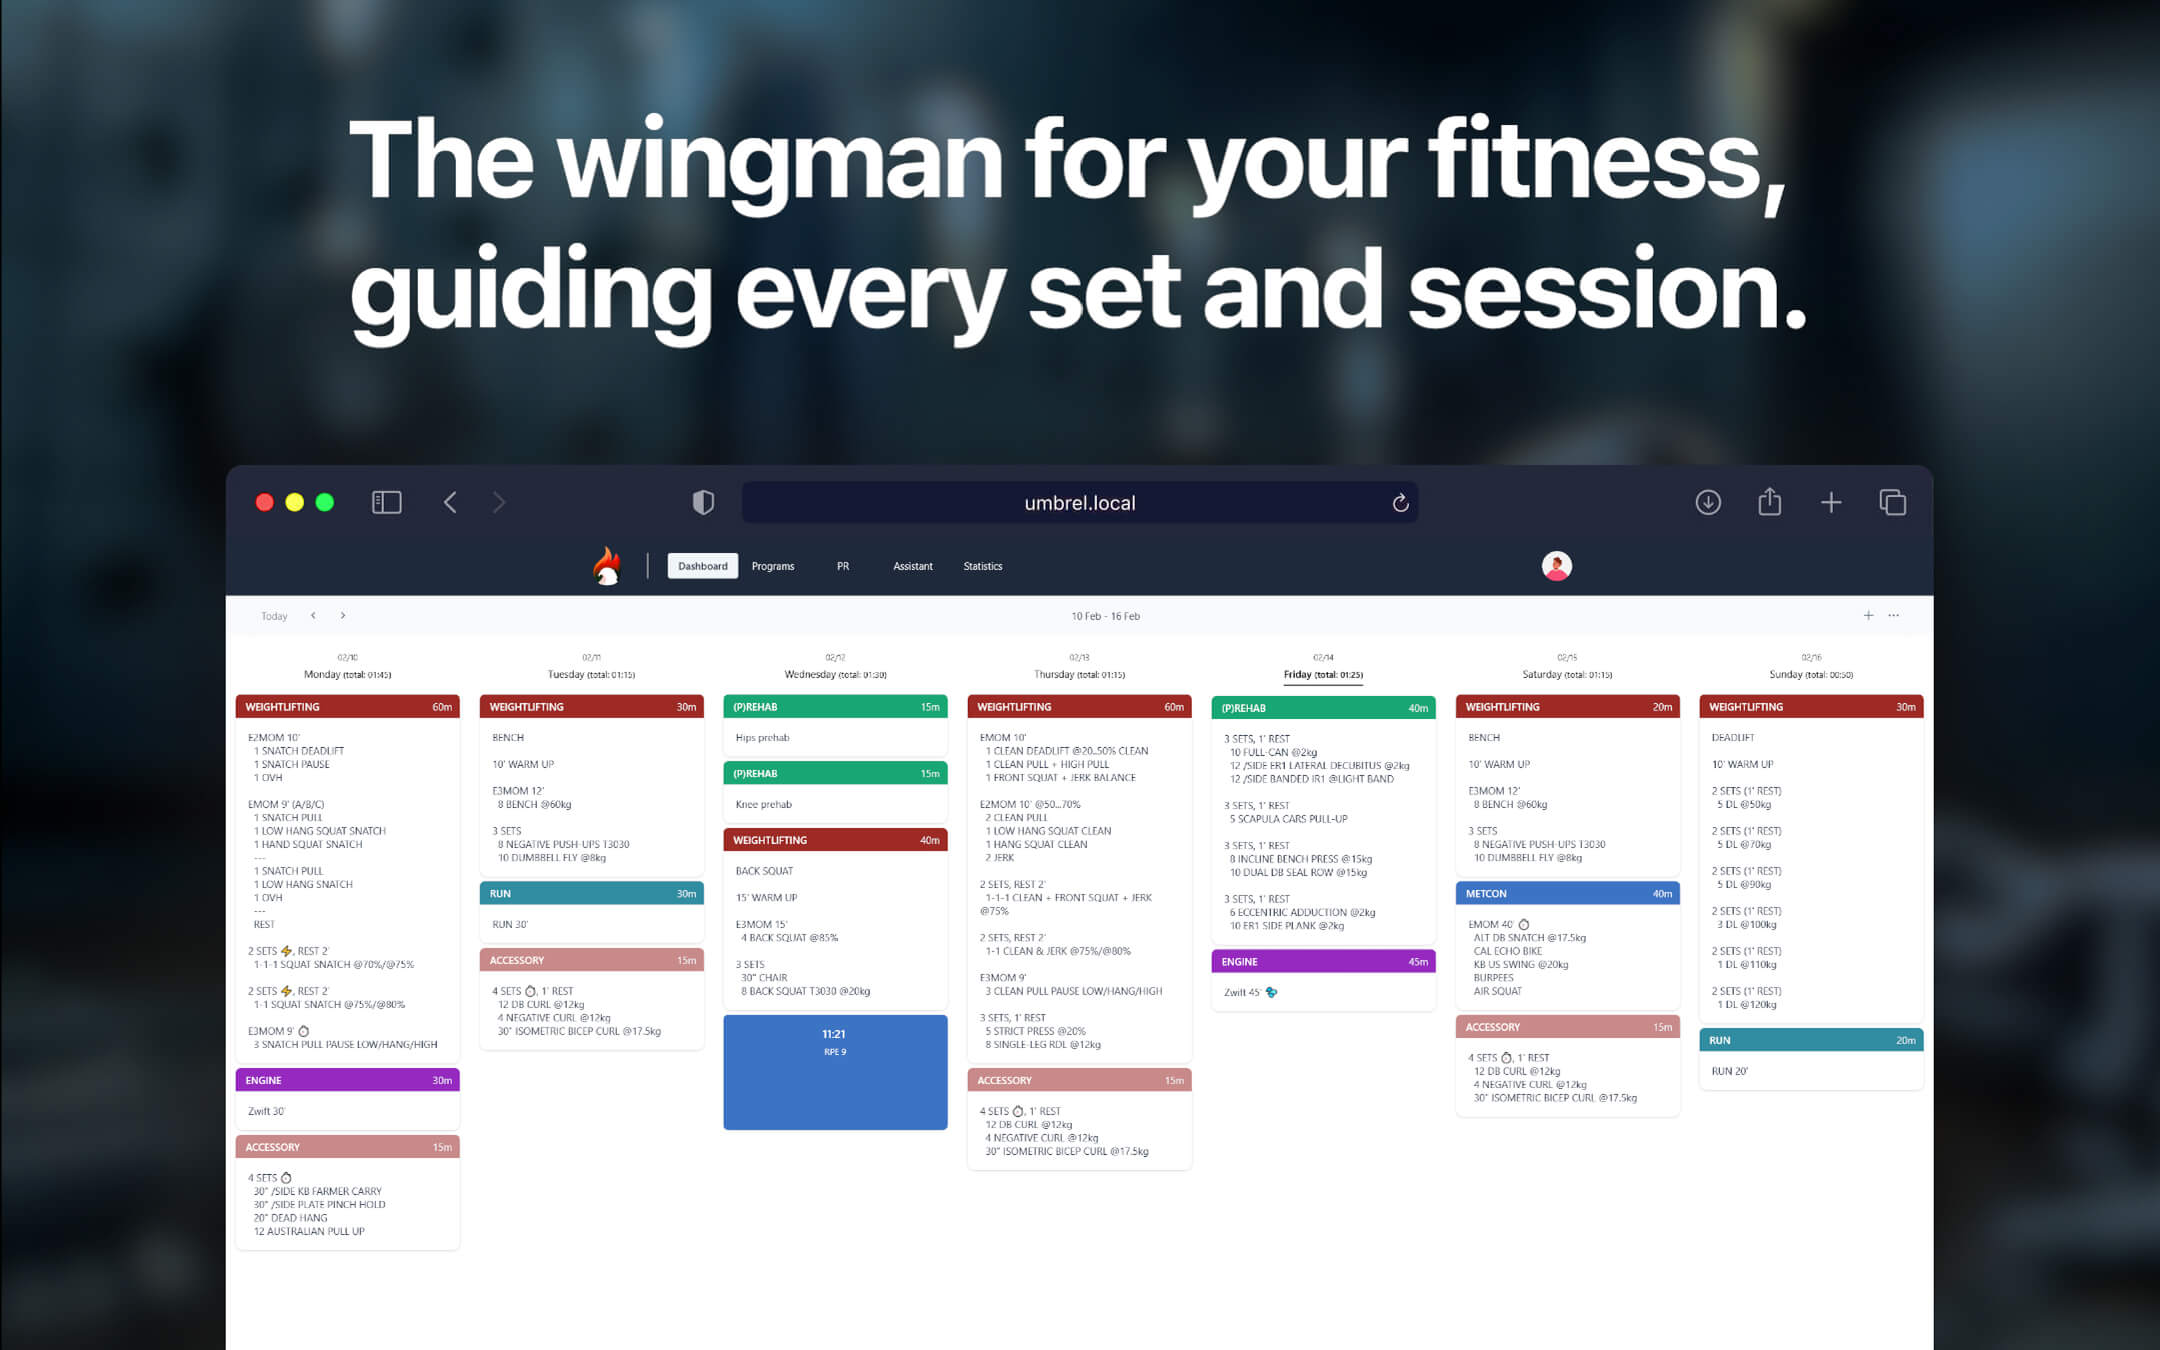 The wingman for your fitness,
guiding every set and session.
umbrel.local
Dashboard Programs PR Assistant Statistics
Today 10 Feb - 16 Feb
02/10
Monday (total: 01:45)
WEIGHTLIFTING 60m
E2MOM 10'
1 SNATCH DEADLIFT
1 SNATCH PAUSE
1 OVH
EMOM 9' (A/B/C)
1 SNATCH PULL
1 LOW HANG SQUAT SNATCH
1 HAND SQUAT SNATCH
---
1 SNATCH PULL
1 LOW HANG SNATCH
1 OVH
---
REST
2 SETS ⚡, REST 2'
1-1-1 SQUAT SNATCH @70%/@75%
2 SETS ⚡, REST 2'
1-1 SQUAT SNATCH @75%/@80%
E3MOM 9' ⏱
3 SNATCH PULL PAUSE LOW/HANG/HIGH
ENGINE 30m
Zwift 30'
ACCESSORY 15m
4 SETS ⏱
30" /SIDE KB FARMER CARRY
30" /SIDE PLATE PINCH HOLD
20" DEAD HANG
12 AUSTRALIAN PULL UP
02/11
Tuesday (total: 01:15)
WEIGHTLIFTING 30m
BENCH
10' WARM UP
E3MOM 12'
8 BENCH @60kg
3 SETS
8 NEGATIVE PUSH-UPS T3030
10 DUMBBELL FLY @8kg
RUN 30m
RUN 30'
ACCESSORY 15m
4 SETS ⏱, 1' REST
12 DB CURL @12kg
4 NEGATIVE CURL @12kg
30" ISOMETRIC BICEP CURL @17.5kg
02/12
Wednesday (total: 01:30)
(P)REHAB 15m
Hips prehab
(P)REHAB 15m
Knee prehab
WEIGHTLIFTING 40m
BACK SQUAT
15' WARM UP
E3MOM 15'
4 BACK SQUAT @85%
3 SETS
30" CHAIR
8 BACK SQUAT T3030 @20kg
11:21
RPE 9
02/13
Thursday (total: 01:15)
WEIGHTLIFTING 60m
EMOM 10'
1 CLEAN DEADLIFT @20..50% CLEAN
1 CLEAN PULL + HIGH PULL
1 FRONT SQUAT + JERK BALANCE
E2MOM 10' @50...70%
2 CLEAN PULL
1 LOW HANG SQUAT CLEAN
1 HANG SQUAT CLEAN
2 JERK
2 SETS, REST 2'
1-1-1 CLEAN + FRONT SQUAT + JERK
@75%
2 SETS, REST 2'
1-1 CLEAN & JERK @75%/@80%
E3MOM 9'
3 CLEAN PULL PAUSE LOW/HANG/HIGH
3 SETS, 1' REST
5 STRICT PRESS @20%
8 SINGLE-LEG RDL @12kg
ACCESSORY 15m
4 SETS ⏱, 1' REST
12 DB CURL @12kg
4 NEGATIVE CURL @12kg
30" ISOMETRIC BICEP CURL @17.5kg
02/14
Friday (total: 01:25)
(P)REHAB 40m
3 SETS, 1' REST
10 FULL-CAN @2kg
12 /SIDE ER1 LATERAL DECUBITUS @2kg
12 /SIDE BANDED IR1 @LIGHT BAND
3 SETS, 1' REST
5 SCAPULA CARS PULL-UP
3 SETS, 1' REST
8 INCLINE BENCH PRESS @15kg
10 DUAL DB SEAL ROW @15kg
3 SETS, 1' REST
6 ECCENTRIC ADDUCTION @2kg
10 ER1 SIDE PLANK @2kg
ENGINE 45m
Zwift 45'
02/15
Saturday (total: 01:15)
WEIGHTLIFTING 20m
BENCH
10' WARM UP
E3MOM 12'
8 BENCH @60kg
3 SETS
8 NEGATIVE PUSH-UPS T3030
10 DUMBBELL FLY @8kg
METCON 40m
EMOM 40' ⏱
ALT DB SNATCH @17.5kg
CAL ECHO BIKE
KB US SWING @20kg
BURPEES
AIR SQUAT
ACCESSORY 15m
4 SETS ⏱, 1' REST
12 DB CURL @12kg
4 NEGATIVE CURL @12kg
30" ISOMETRIC BICEP CURL @17.5kg
02/16
Sunday (total: 00:50)
WEIGHTLIFTING 30m
DEADLIFT
10' WARM UP
2 SETS (1' REST)
5 DL @50kg
2 SETS (1' REST)
5 DL @70kg
2 SETS (1' REST)
5 DL @90kg
2 SETS (1' REST)
3 DL @100kg
2 SETS (1' REST)
1 DL @110kg
2 SETS (1' REST)
1 DL @120kg
RUN 20m
RUN 20'